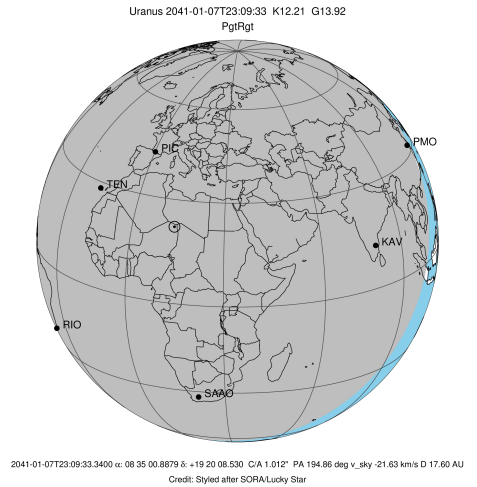 Uranus 2041-01-07T23:09:33 K12.21 G13.92
PgtRgt
PMO
PIC
TEN
KAV
RIO
SAAO
2041-01-07T23:09:33.3400 α: 08 35 00.8879 δ: +19 20 08.530 C/A 1.012" PA 194.86 deg v_sky -21.63 km/s D 17.60 AU
Credit: Styled after SORA/Lucky Star